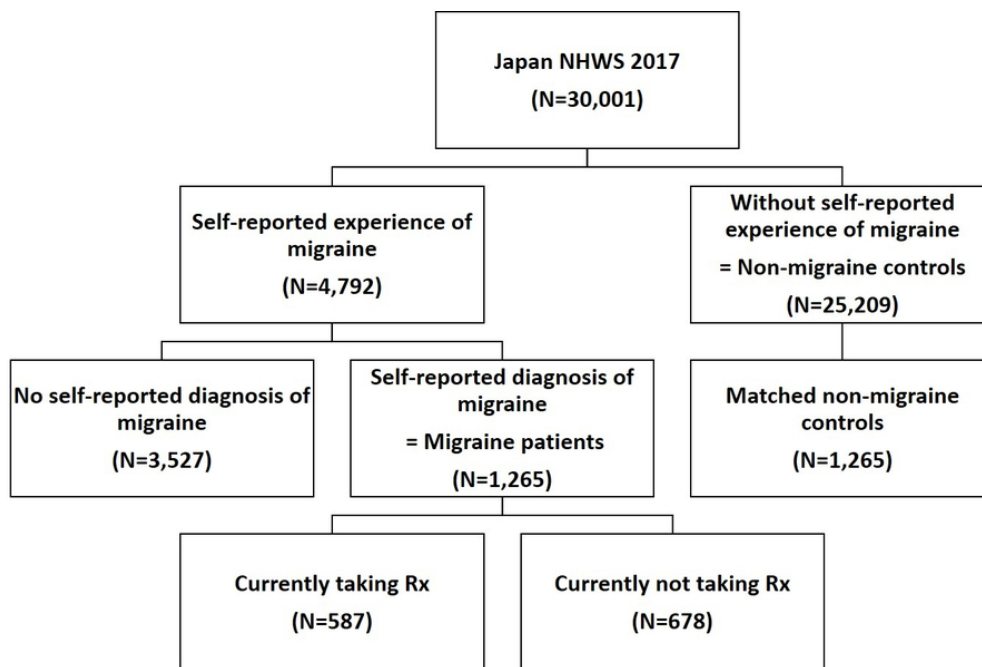 Japan NHWS 2017
(N=30,001)
Self-reported experience of
migraine
(N=4,792)
Without self-reported
experience of migraine
= Non-migraine controls
(N=25,209)
No self-reported diagnosis of
migraine
(N=3,527)
Self-reported diagnosis of
migraine
= Migraine patients
(N=1,265)
Matched non-migraine
controls
(N=1,265)
Currently taking Rx
(N=587)
Currently not taking Rx
(N=678)